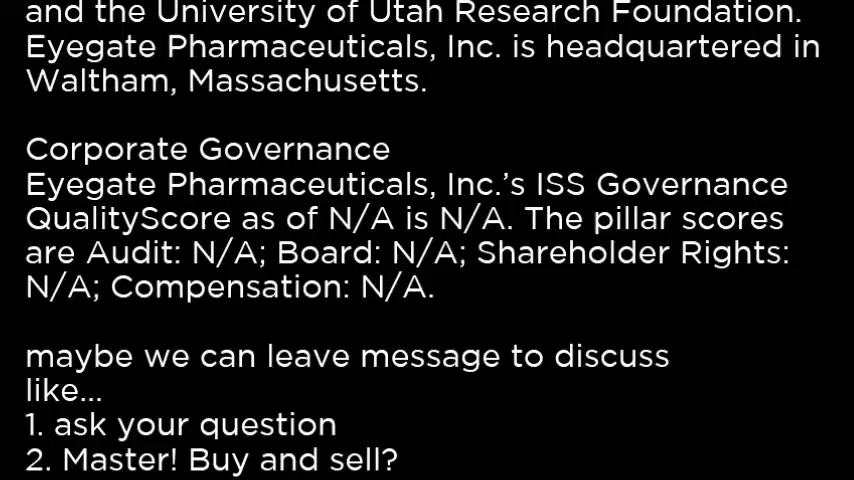 and the University of Utah Research Foundation.
Eyegate Pharmaceuticals, Inc. is headquartered in
Waltham, Massachusetts.
Corporate Governance
Eyegate Pharmaceuticals, Inc.’s ISS Governance
QualityScore as of N/A is N/A. The pillar scores
are Audit: N/A; Board: N/A; Shareholder Rights:
N/A; Compensation: N/A.
maybe we can leave message to discuss
like...
1. ask your question
2. Master! Buy and sell?